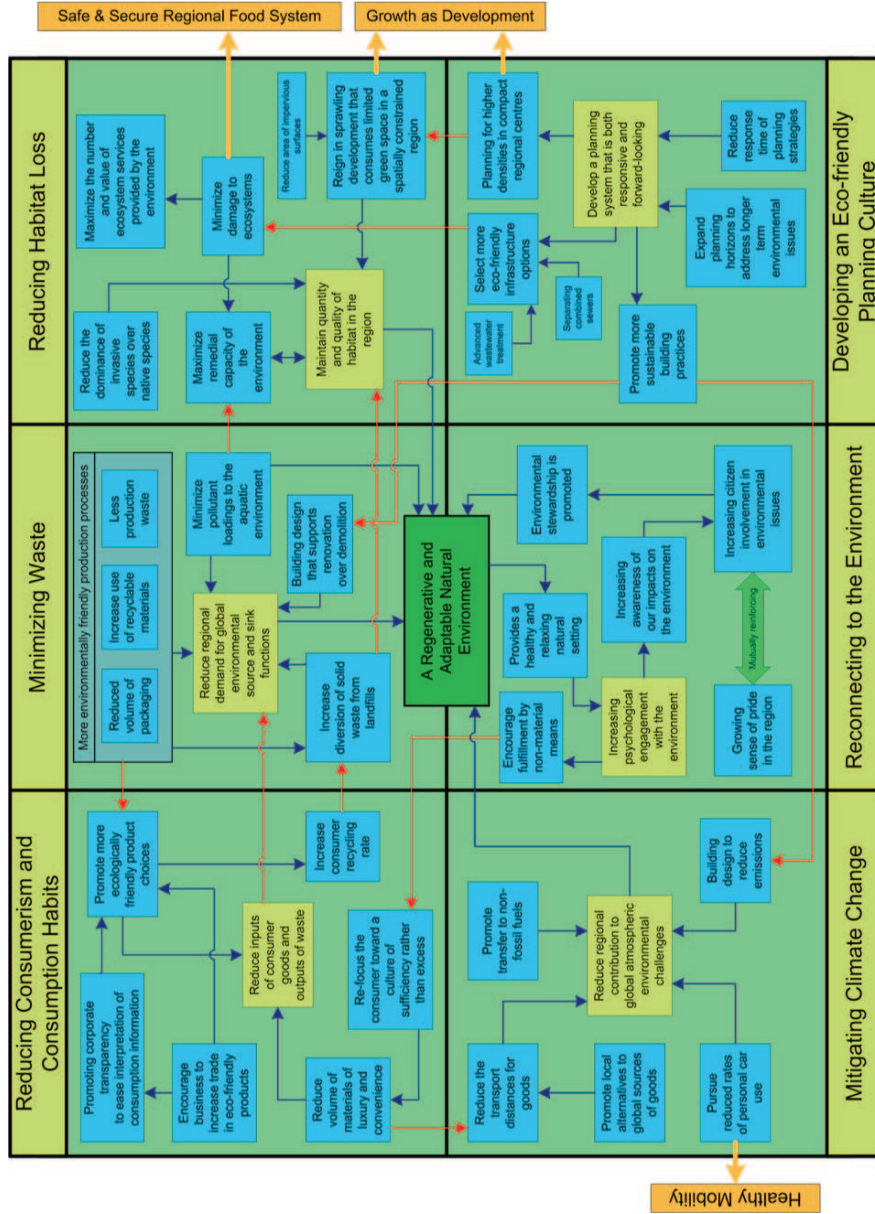 Reducing Consumerism and
Consumption Habits
Promoting corporate
transparency
to ease interpretation of
consumption information
Promote more
ecologically
friendly product
choices
Encourage
business to
increase trade
in eco-friendly
products
Reduce inputs
of consumer
goods and
outputs of waste
Increase
consumer
recycling
rate
Reduce
volume of
materials of
luxury and
convenience
Re-focus the
consumer toward a
culture of
sufficiency rather
than excess
Minimizing Waste
More environmentally friendly production processes
Reduced
volume of
packaging
Increase use
of recyclable
materials
Less
production
waste
Reduce regional
demand for global
environmental
source and sink
functions
Minimize
pollutant
loadings to the
aquatic
environment
Increase
diversion of solid
waste from
landfills
Building design
that supports
renovation
over demolition
Reducing Habitat Loss
Reduce the
dominance of
invasive
species over
native species
Maximize the number
and value of
ecosystem services
provided by the
environment
Maximize
remedial
capacity of
the
environment
Minimize
damage to
ecosystems
Maintain quantity
and quality of
habitat in the
region
Reduce area of impervious
surfaces
Reign in sprawling
development that
consumes limited
green space in a
spatially constrained
region
Safe & Secure Regional Food System
Growth as Development
A Regenerative and
Adaptable Natural
Environment
Reduce the
transport
distances for
goods
Promote
transfer to non-
fossil fuels
Promote local
alternatives to
global sources
of goods
Reduce regional
contribution to
global atmospheric
environmental
challenges
Pursue
reduced rates
of personal car
use
Building
design to
reduce
emissions
Mitigating Climate Change
Healthy Mobility
Encourage
fulfillment by
non-material
means
Provides a
healthy and
relaxing
natural
setting
Environmental
stewardship is
promoted
Increasing
psychological
engagement
with the
environment
Increasing
awareness of
our impacts on
the environment
Growing
sense of pride
in the region
Mutually reinforcing
Increasing citizen
involvement in
environmental
issues
Reconnecting to the Environment
Advanced
wastewater
treatment
Select more
eco-friendly
infrastructure
options
Planning for higher
densities in compact
regional centres
Separating
combined
sewers
Promote more
sustainable
building
practices
Develop a planning
system that is both
responsive and
forward-looking
Expand
planning
horizons to
address longer
term environmental
issues
Reduce
response
time of
planning
strategies
Developing an Eco-friendly
Planning Culture